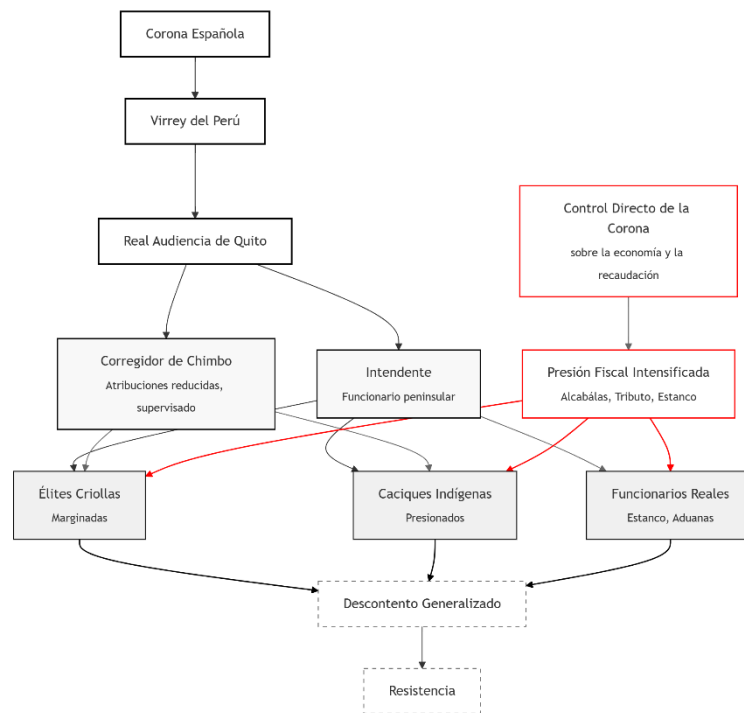 Corona Española
Virrey del Perú
Real Audiencia de Quito
Control Directo de la
Corona
sobre la economía y la
recaudación
Corregidor de Chimbo
Atribuciones reducidas,
supervisado
Intendente
Funcionario peninsular
Presión Fiscal Intensificada
Alcabálas, Tributo, Estanco
Élites Criollas
Marginadas
Caciques Indígenas
Presionados
Funcionarios Reales
Estanco, Aduanas
Descontento Generalizado
Resistencia